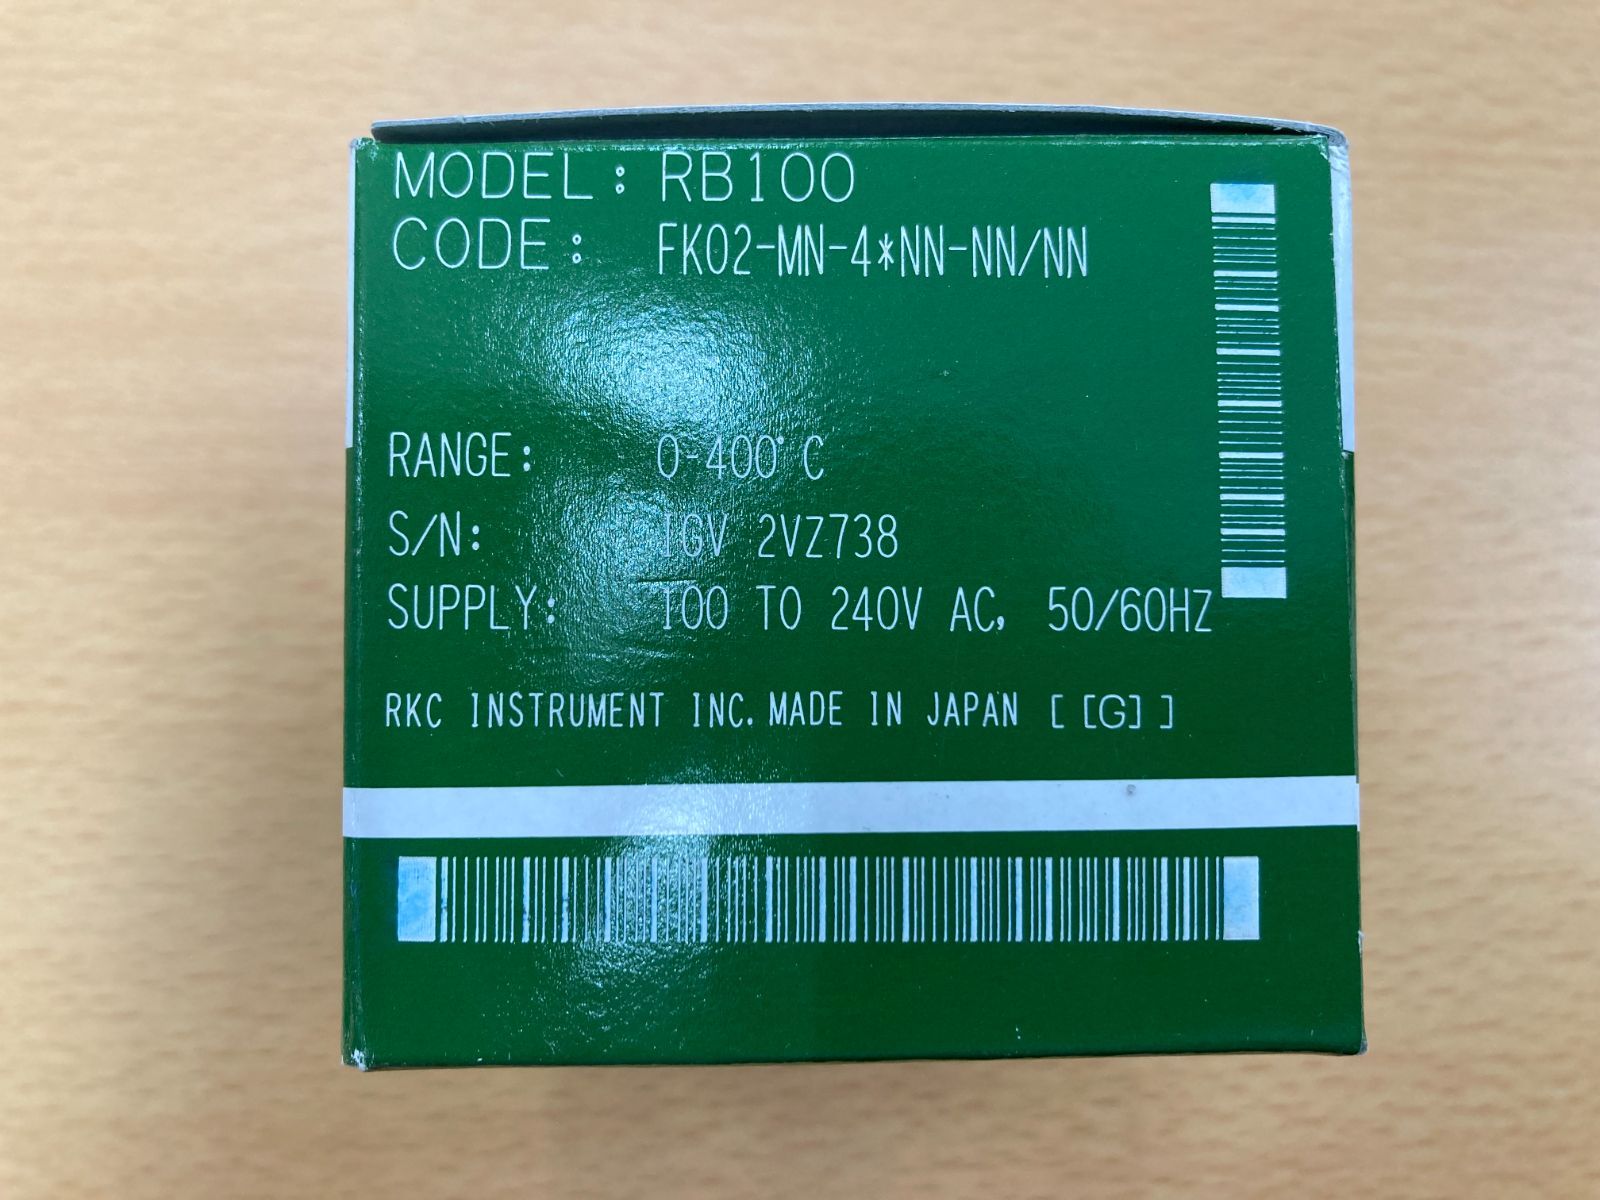 MODEL: RB100
CODE: FK02-MN-4*NN-NN/NN
RANGE: 0-400°C
S/N: IGV 2VZ738
SUPPLY: 100 TO 240V AC, 50/60HZ
RKC INSTRUMENT INC. MADE IN JAPAN [ [G] ]